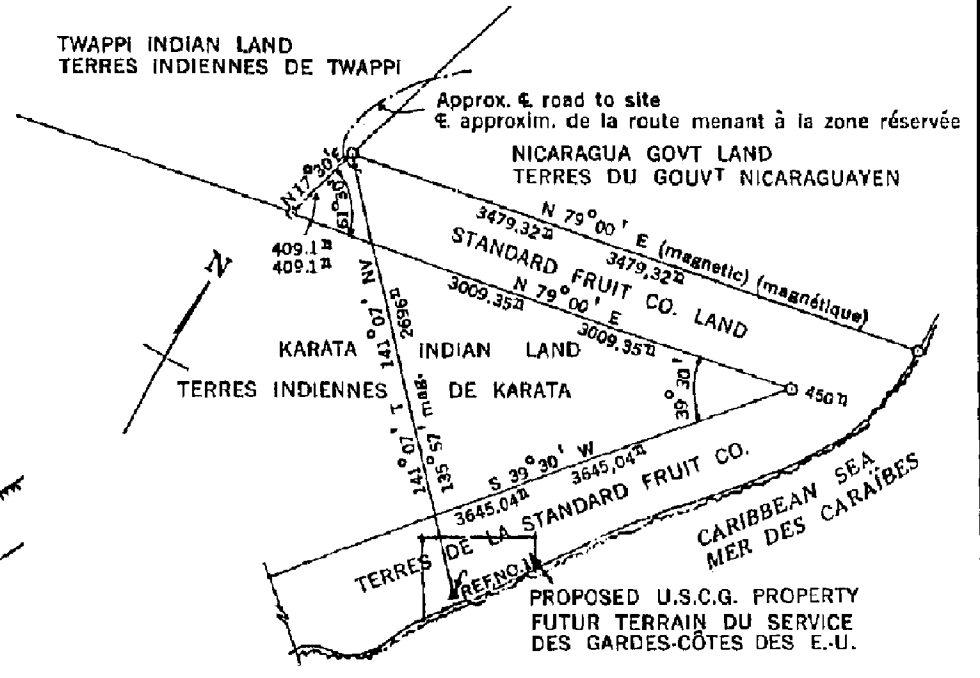 TWAPPI INDIAN LAND
TERRES INDIENNES DE TWAPPI
Approx. ℄ road to site
℄ approxim. de la route menant à la zone réservée
NICARAGUA GOVT LAND
TERRES DU GOUVT NICARAGUAYEN
N 17°30' E
61°30'
409.1 m
409.1 m
N
N 79°00' E (magnetic) (magnétique)
3479.32 m
3479,32 m
STANDARD FRUIT CO. LAND
N 79°00' E
3009.35 m
3009.35 m
141°07' NV
2696 m
KARATA INDIAN LAND
TERRES INDIENNES DE KARATA
39°30'
450 m
141°07' T
135°57' mag.
S 39°30' W
3645.04 m
3645,04 m
TERRES DE LA STANDARD FRUIT CO.
CARIBBEAN SEA
MER DES CARAÏBES
REF.NO.1
PROPOSED U.S.C.G. PROPERTY
FUTUR TERRAIN DU SERVICE
DES GARDES-CÔTES DES E.-U.